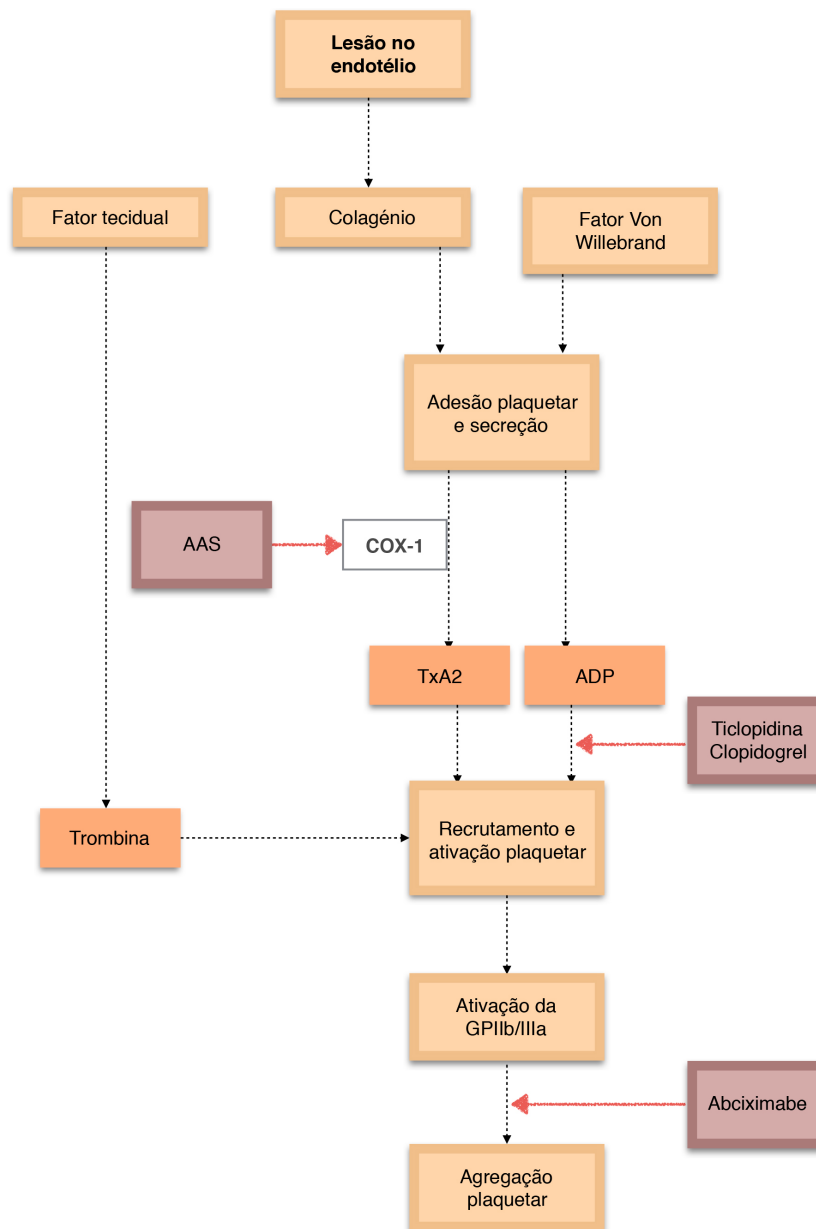 Lesão no
endotélio
Fator tecidual
Colagénio
Fator Von
Willebrand
Adesão plaquetar
e secreção
AAS
COX-1
TxA2
ADP
Ticlopidina
Clopidogrel
Trombina
Recrutamento e
ativação plaquetar
Ativação da
GPIIb/IIIa
Abciximabe
Agregação
plaquetar